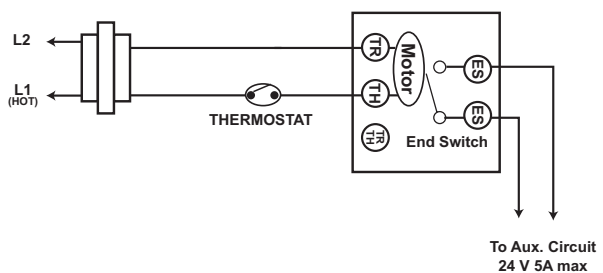 L2
L1
(HOT)
THERMOSTAT
TR
TH
TR
TH
Motor
ES
ES
End Switch
To Aux. Circuit
24 V 5A max